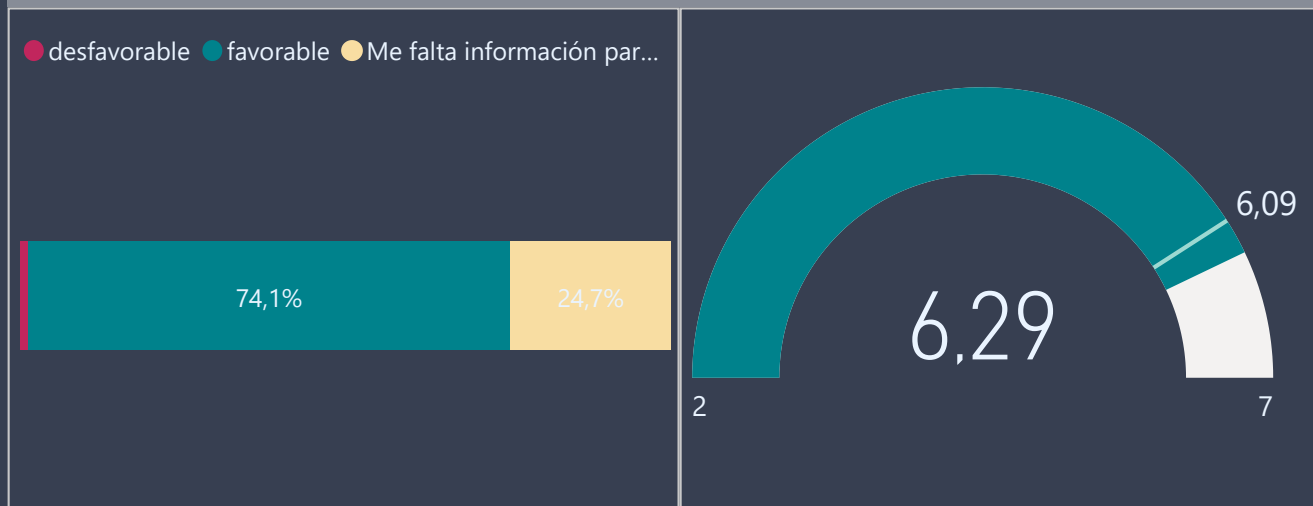 desfavorable favorable Me falta información par...
74,1% 24,7%
6,09
6,29
2 7